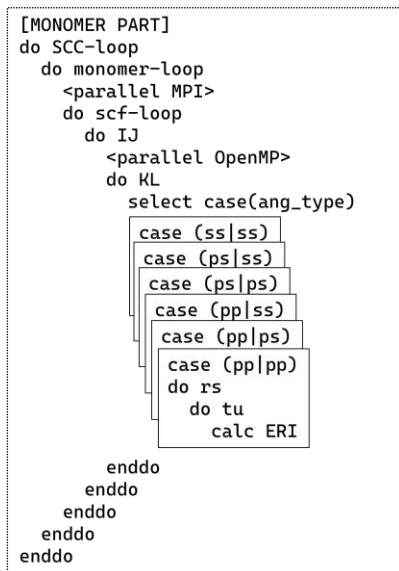 [MONOMER PART]
do SCC-loop
do monomer-loop
<parallel MPI>
do scf-loop
do IJ
<parallel OpenMP>
do KL
select case(ang_type)
case (ss|ss)
case (ps|ss)
case (ps|ps)
case (pp|ss)
case (pp|ps)
case (pp|pp)
do rs
do tu
calc ERI
enddo
enddo
enddo
enddo
enddo